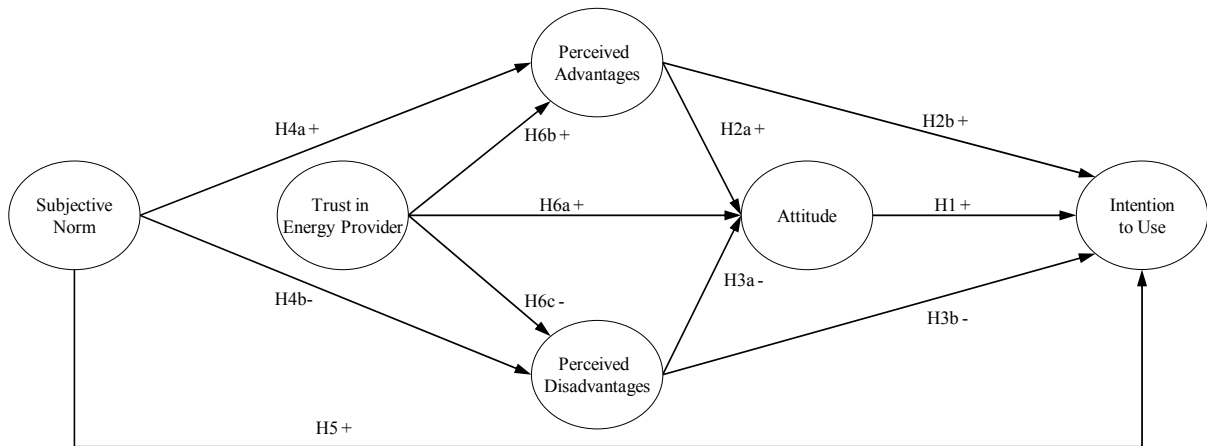 Perceived
Advantages
H4a +
H6b +
H2a +
H2b +
Subjective
Norm
Trust in
Energy Provider
H6a +
Attitude
H1 +
Intention
to Use
H4b-
H6c -
H3a -
H3b -
Perceived
Disadvantages
H5 +